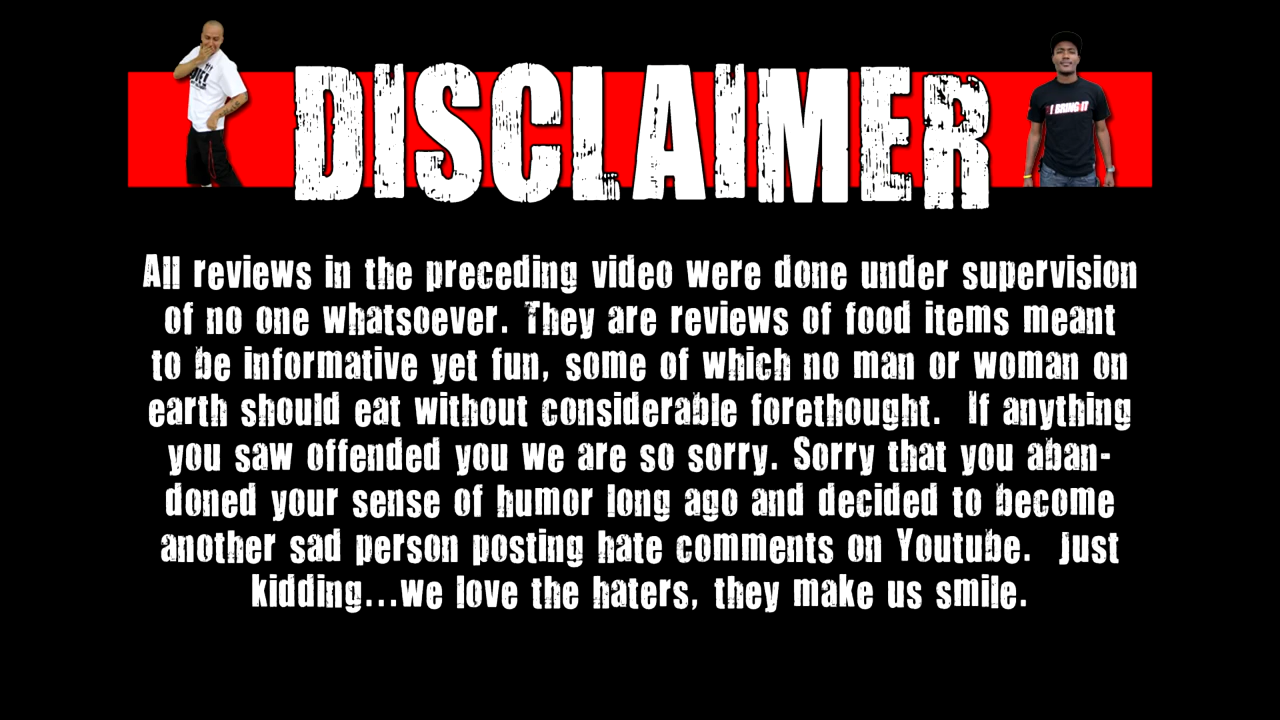 DISCLAIMER
! BRING IT
All reviews in the preceding video were done under supervision
of no one whatsoever. They are reviews of food items meant
to be informative yet fun, some of which no man or woman on
earth should eat without considerable forethought. If anything
you saw offended you we are so sorry. Sorry that you aban-
doned your sense of humor long ago and decided to become
another sad person posting hate comments on Youtube. Just
kidding...we love the haters, they make us smile.